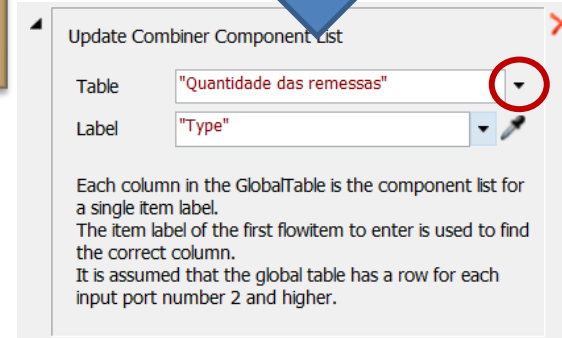 Update Combiner Component List
Table "Quantidade das remessas"
Label "Type"
Each column in the GlobalTable is the component list for
a single item label.
The item label of the first flowitem to enter is used to find
the correct column.
It is assumed that the global table has a row for each
input port number 2 and higher.